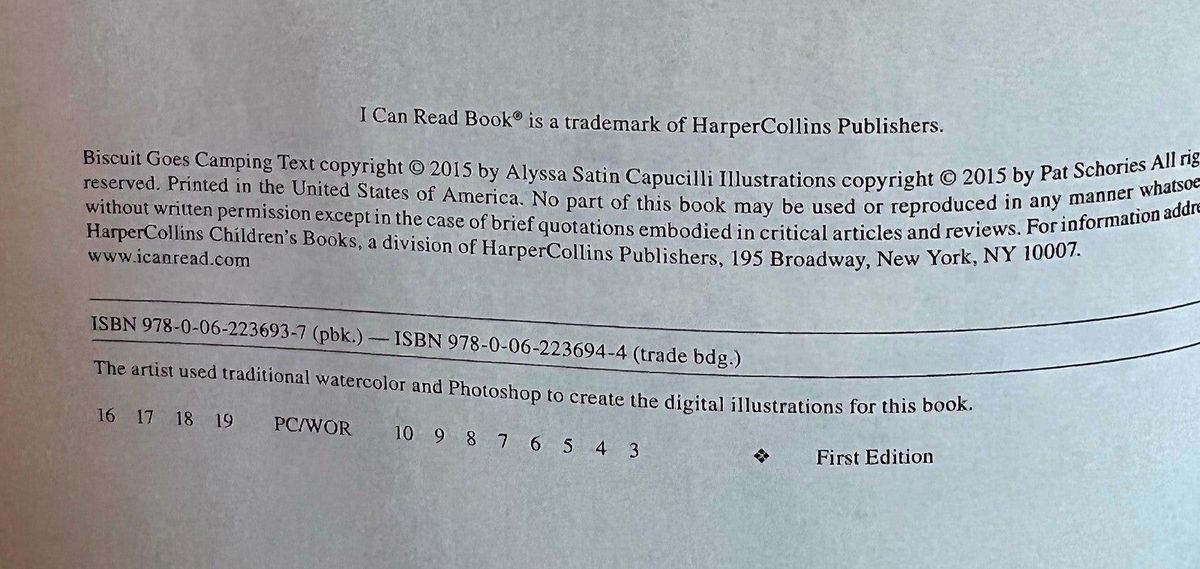 I Can Read Book® is a trademark of HarperCollins Publishers.
Biscuit Goes Camping Text copyright © 2015 by Alyssa Satin Capucilli Illustrations copyright © 2015 by Pat Schories All rig
reserved. Printed in the United States of America. No part of this book may be used or reproduced in any manner whatsoe
without written permission except in the case of brief quotations embodied in critical articles and reviews. For information addre
HarperCollins Children's Books, a division of HarperCollins Publishers, 195 Broadway, New York, NY 10007.
www.icanread.com
ISBN 978-0-06-223693-7 (pbk.) — ISBN 978-0-06-223694-4 (trade bdg.)
The artist used traditional watercolor and Photoshop to create the digital illustrations for this book.
16 17 18 19 PC/WOR 10 9 8 7 6 5 4 3 ❖ First Edition